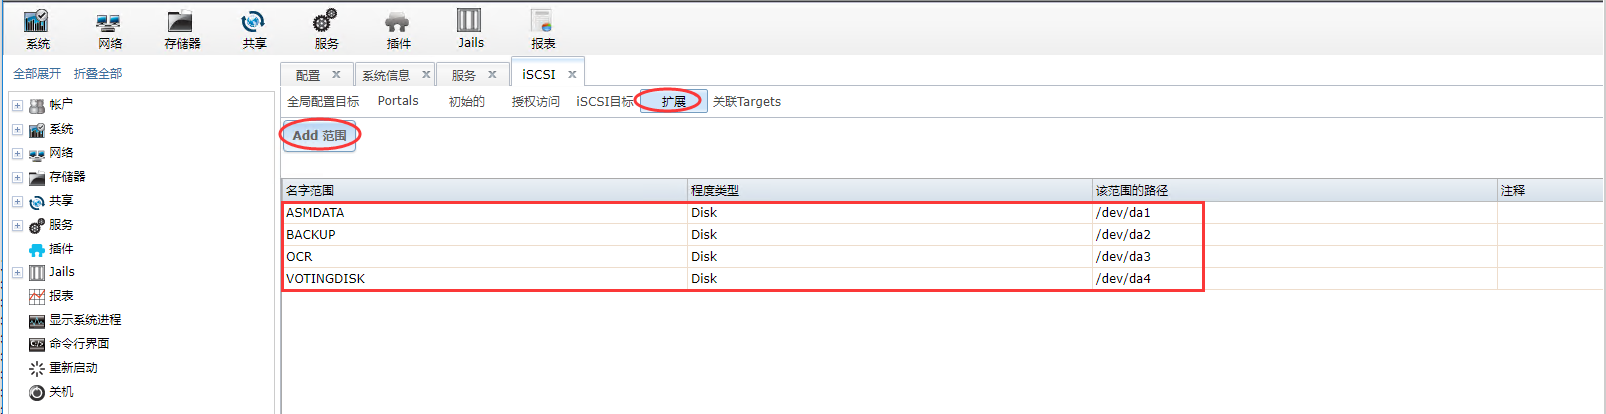 系统 网络 存储器 共享 服务 插件 Jails 报表
全部展开 折叠全部
配置 x 系统信息 x 服务 x iSCSI x
全局配置目标 Portals 初始的 授权访问 iSCSI目标 扩展 关联Targets
Add 范围
帐户
系统
网络
存储器
共享
服务
插件
Jails
报表
显示系统进程
命令行界面
重新启动
关机
名字范围 程度类型 该范围的路径 注释
ASMDATA Disk /dev/da1
BACKUP Disk /dev/da2
OCR Disk /dev/da3
VOTINGDISK Disk /dev/da4